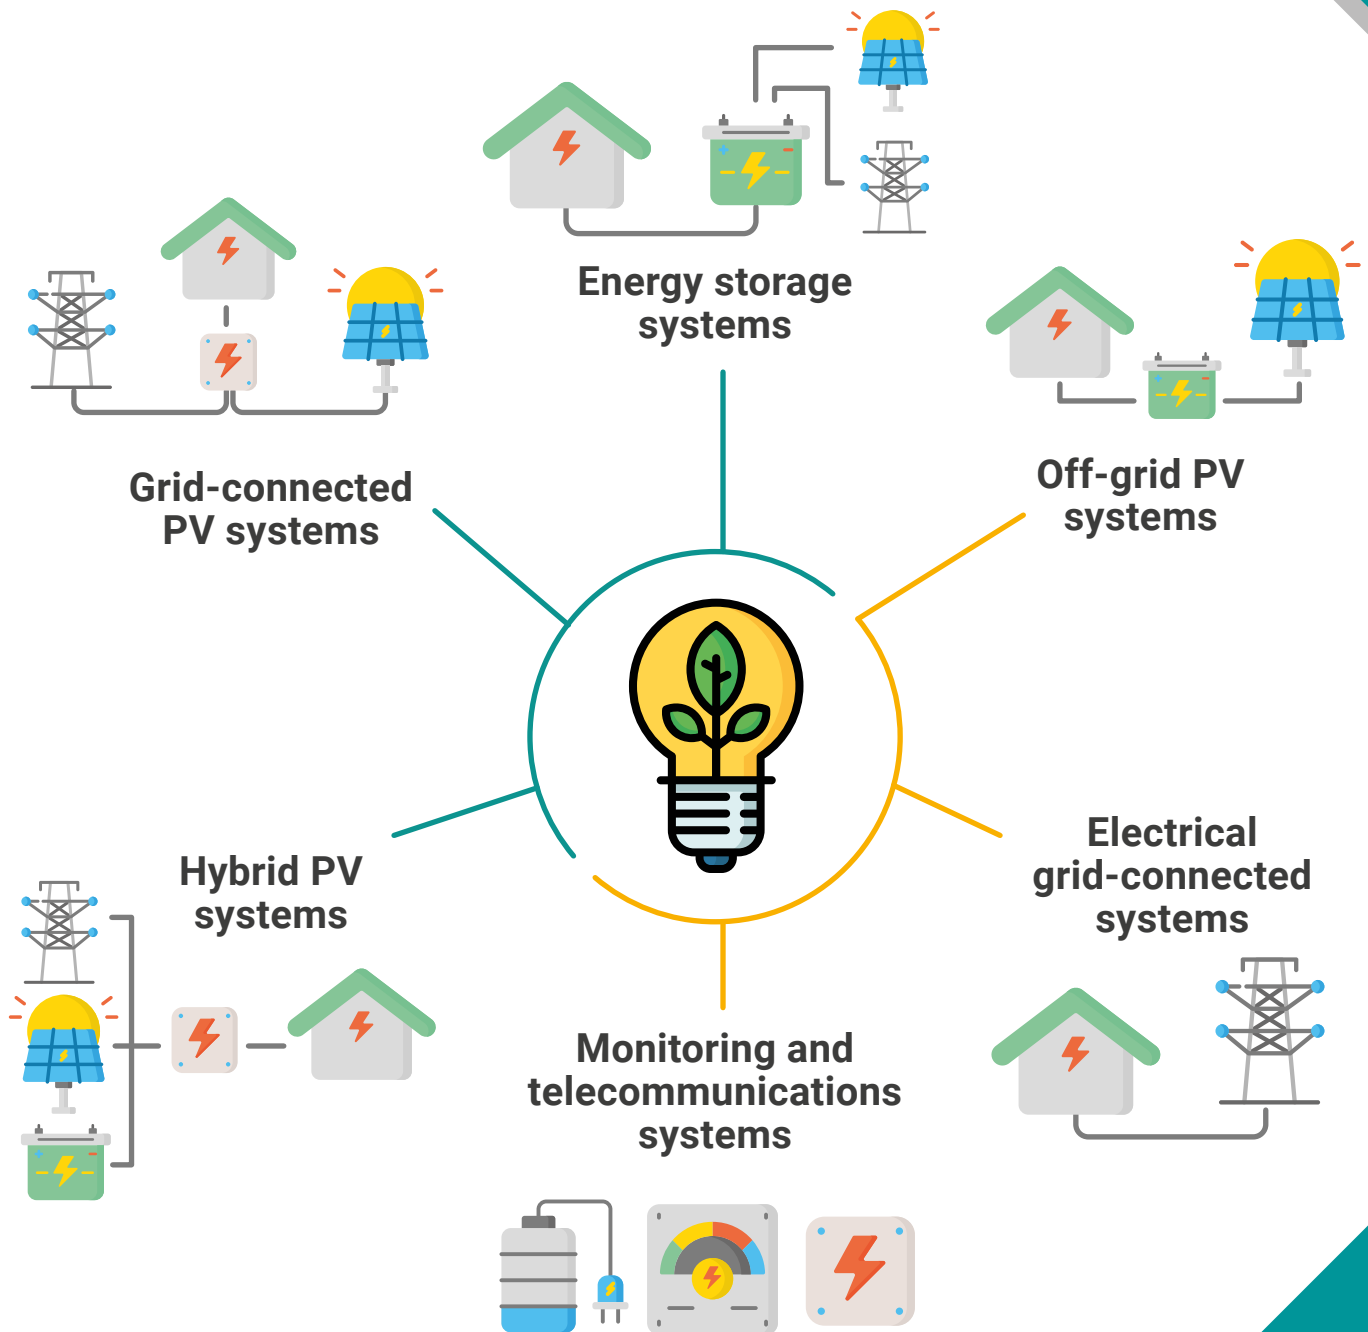 Energy storage
systems
Grid-connected
PV systems
Off-grid PV
systems
Hybrid PV
systems
Electrical
grid-connected
systems
Monitoring and
telecommunications
systems